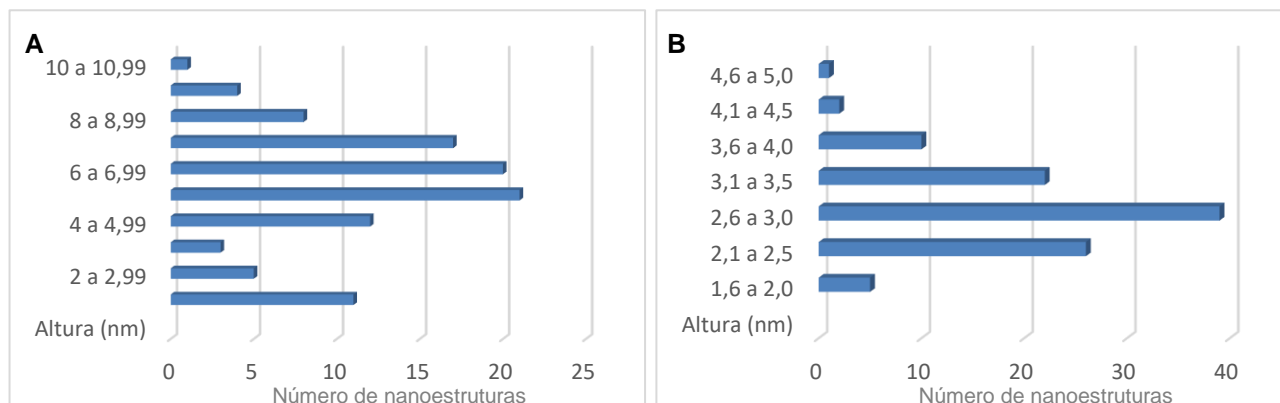 A
10 a 10,99
8 a 8,99
6 a 6,99
4 a 4,99
2 a 2,99
Altura (nm)
0 5 10 15 20 25
Número de nanoestruturas
B
4,6 a 5,0
4,1 a 4,5
3,6 a 4,0
3,1 a 3,5
2,6 a 3,0
2,1 a 2,5
1,6 a 2,0
Altura (nm)
0 10 20 30 40
Número de nanoestruturas